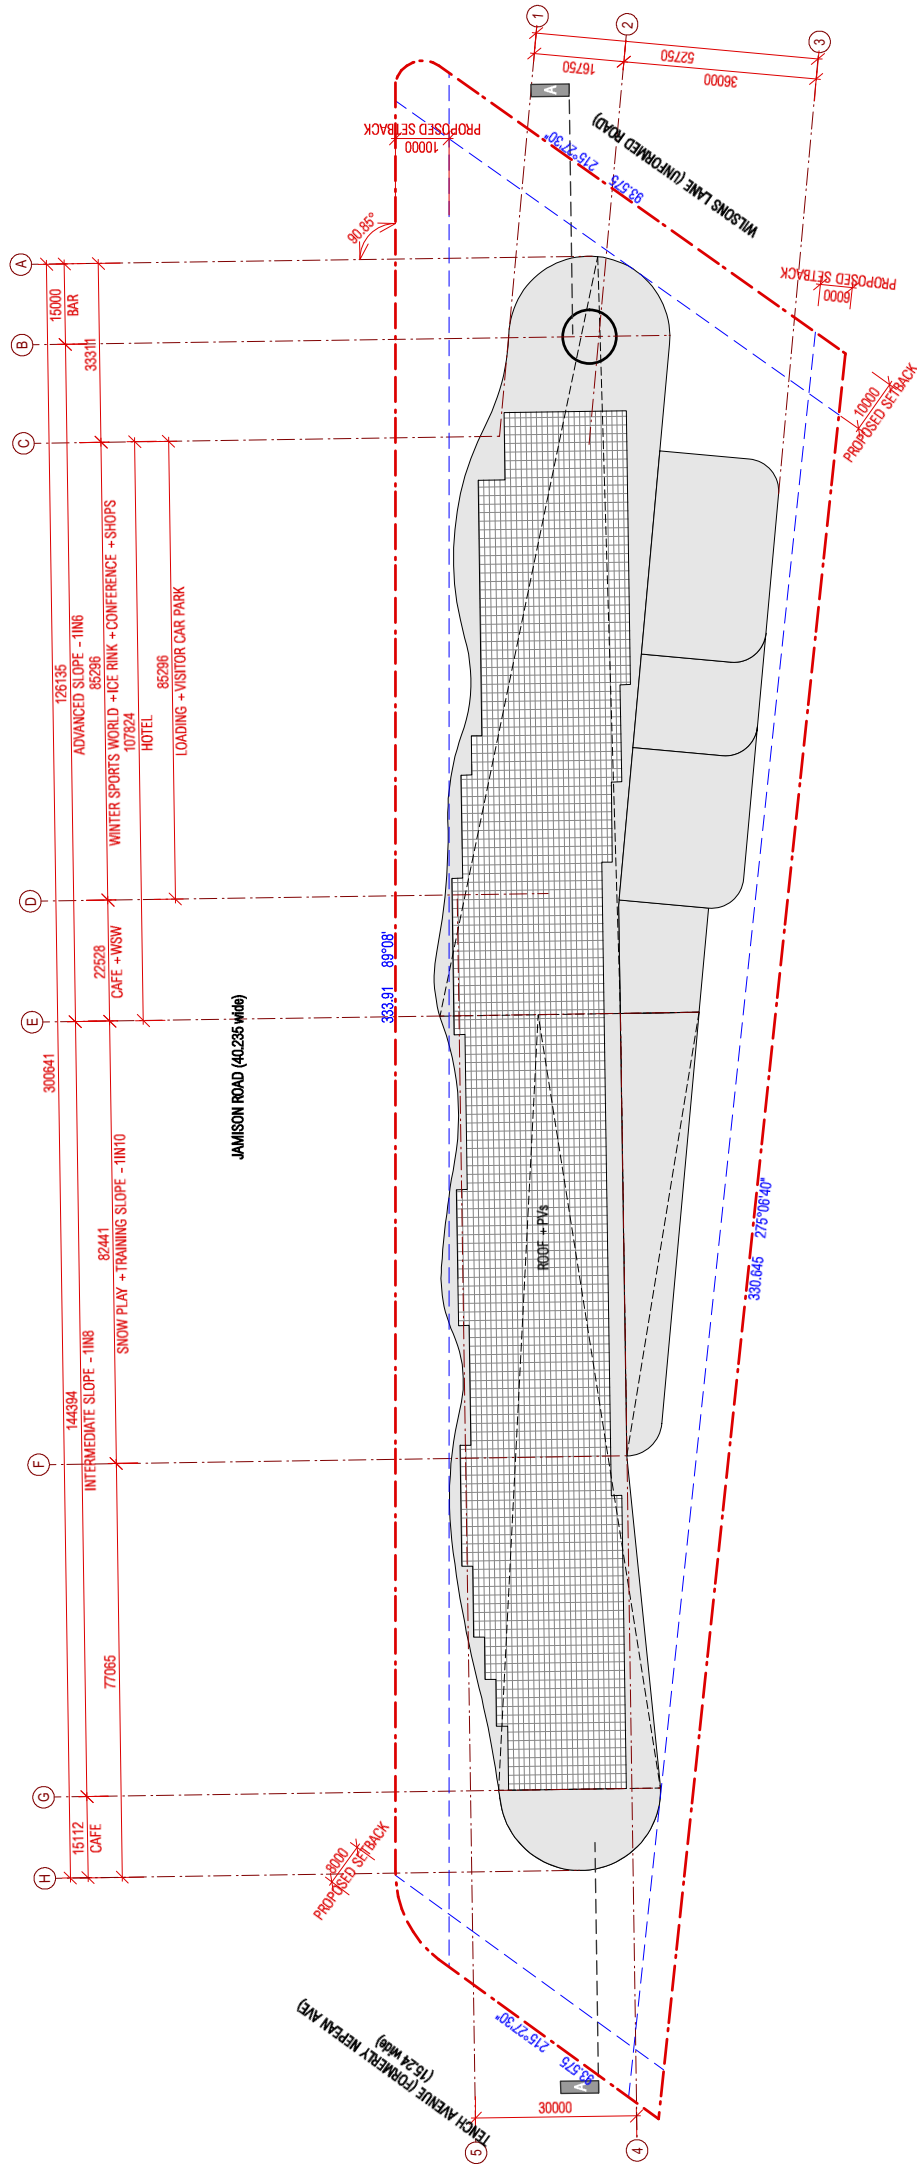 1
2
3
52750
16750
36000
A
WILSONS LANE (UNFORMED ROAD)
215°27'30"
93.575
PROPOSED SETBACK
10000
90.85°
PROPOSED SETBACK
6000
10000
PROPOSED SETBACK
A
B
C
D
E
F
G
H
15000
BAR
33311
126135
ADVANCED SLOPE - 1IN6
85296
WINTER SPORTS WORLD + ICE RINK + CONFERENCE + SHOPS
107824
HOTEL
85296
LOADING + VISITOR CAR PARK
22528
CAFE + WSW
300641
JAMISON ROAD (40.235 wide)
333.91 89°08'
82441
SNOW PLAY + TRAINING SLOPE - 1IN10
144394
INTERMEDIATE SLOPE - 1IN8
77065
15112
CAFE
ROOF + PVs
330.645 275°06'40"
8000
PROPOSED SETBACK
TENCH AVENUE (FORMERLY NEPEAN AVE)
(15.24 wide)
215°27'30"
93.575
A
30000
5
4